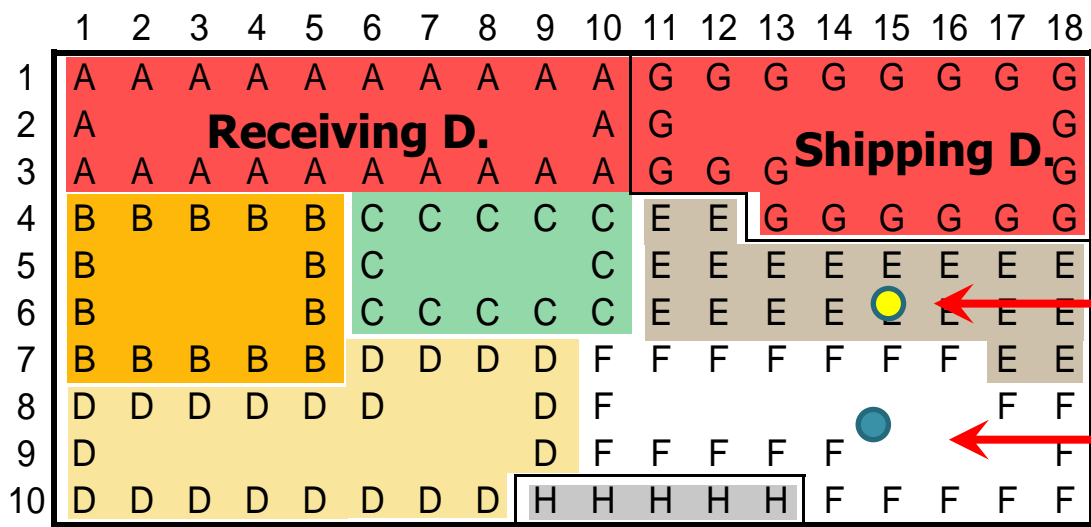 1 2 3 4 5 6 7 8 9 10 11 12 13 14 15 16 17 18
1 A A A A A A A A A A G G G G G G G G
2 A Receiving D. A G G
3 A A A A A A A A A A G G G Shipping D. G
4 B B B B B C C C C C E E G G G G G G
5 B B C C E E E E E E E E
6 B B C C C C C E E E E E E E E
7 B B B B B D D D D F F F F F F F E E
8 D D D D D D D F F F
9 D D F F F F F F
10 D D D D D D D D H H H H H F F F F F